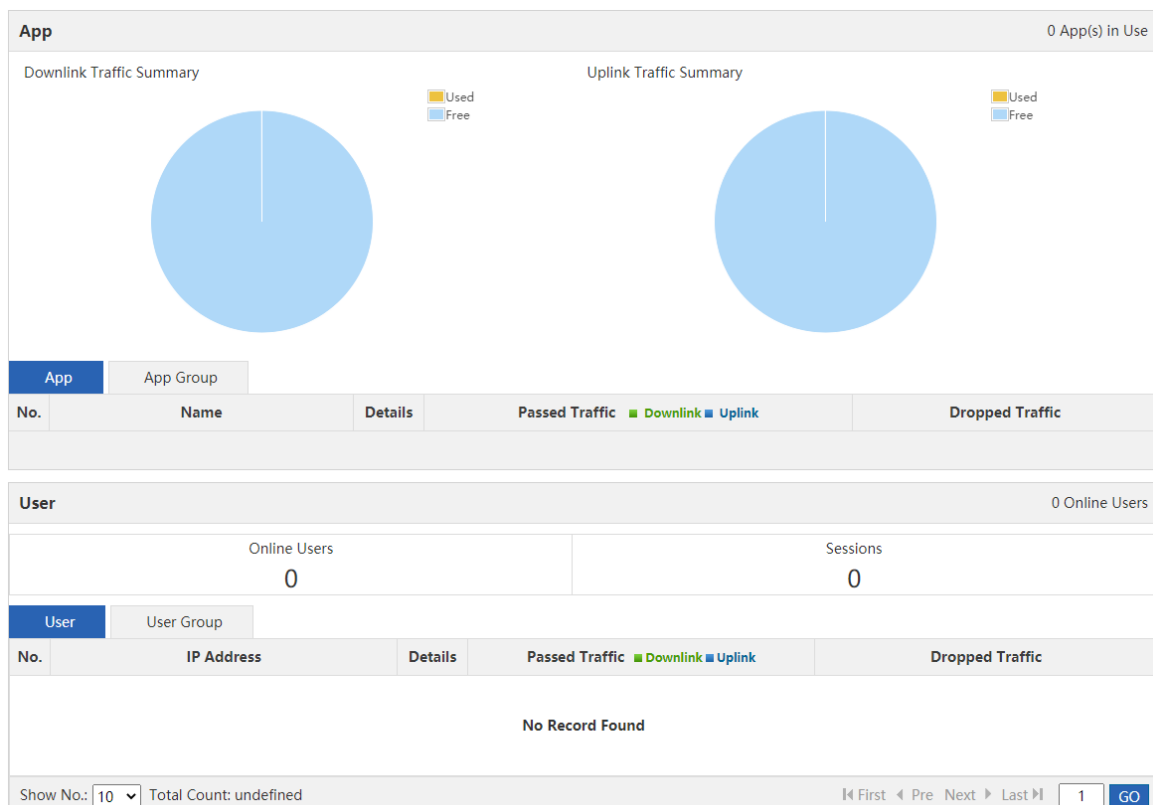 App 0 App(s) in Use
Downlink Traffic Summary Uplink Traffic Summary
Used Used
Free Free
App App Group
No. Name Details Passed Traffic Downlink Uplink Dropped Traffic
User 0 Online Users
Online Users Sessions
0 0
User User Group
No. IP Address Details Passed Traffic Downlink Uplink Dropped Traffic
No Record Found
Show No.: 10 Total Count: undefined First Pre Next Last 1 GO